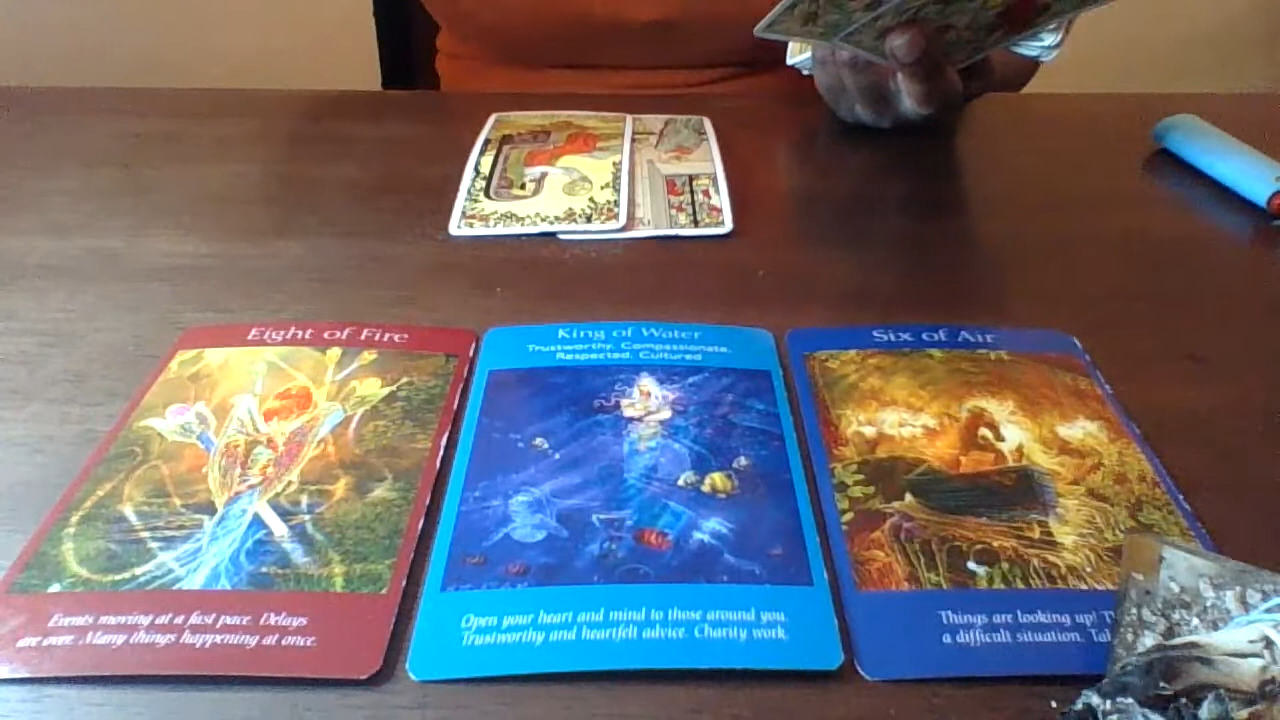 Eight of Fire
Events moving at a fast pace. Delays
are over. Many things happening at once.
King of Water
Trustworthy, Compassionate,
Respected, Cultured
Open your heart and mind to those around you.
Trustworthy and heartfelt advice. Charity work.
Six of Air
Things are looking up!
a difficult situation.